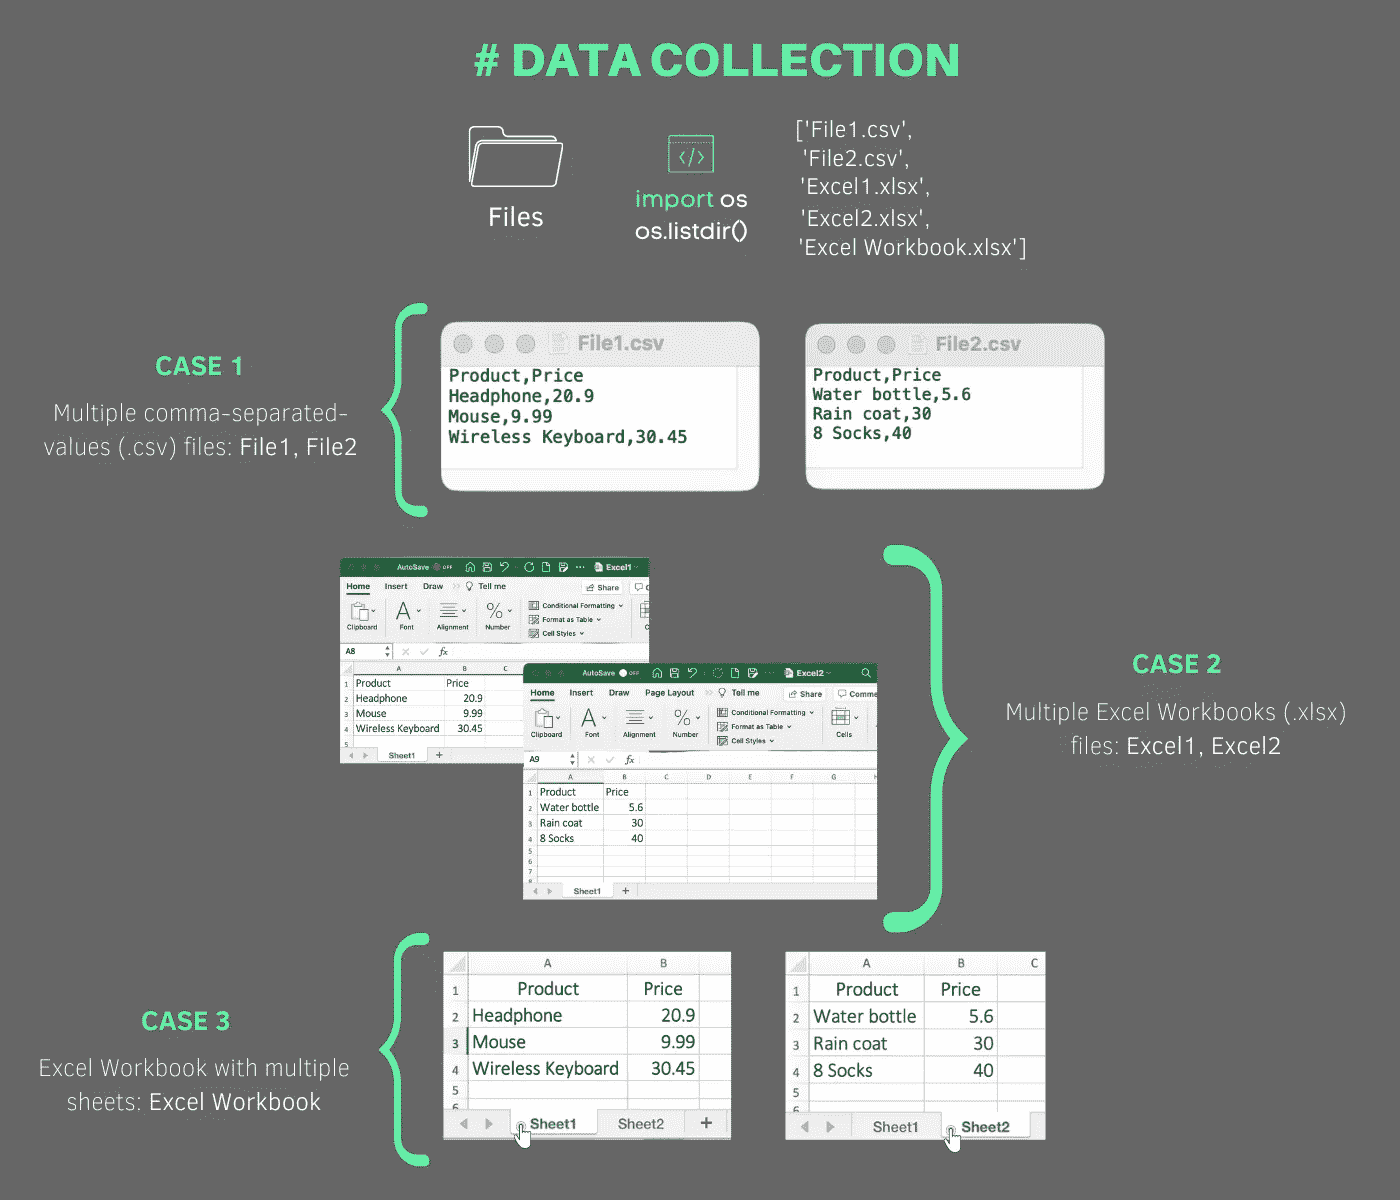 # DATA COLLECTION
Files
import os
os.listdir()
['File1.csv',
'File2.csv',
'Excel1.xlsx',
'Excel2.xlsx',
'Excel Workbook.xlsx']
CASE 1
Multiple comma-separated-
values (.csv) files: File1, File2
File1.csv
Product,Price
Headphone,20.9
Mouse,9.99
Wireless Keyboard,30.45
File2.csv
Product,Price
Water bottle,5.6
Rain coat,30
8 Socks,40
AutoSave OFF Excel1
Home Insert Draw Tell me Share
Clipboard Font Alignment Number
Conditional Formatting
Format as Table
Cell Styles
A8 fx
A B C
1 Product Price
2 Headphone 20.9
3 Mouse 9.99
4 Wireless Keyboard 30.45
5
Sheet1 +
AutoSave OFF Excel2
Home Insert Draw Page Layout Tell me Share Comme
Clipboard Font Alignment Number
Conditional Formatting
Format as Table
Cell Styles
Cells
A9 fx
A B C D E F G H
1 Product Price
2 Water bottle 5.6
3 Rain coat 30
4 8 Socks 40
5
6
7
8
Sheet1 +
CASE 2
Multiple Excel Workbooks (.xlsx)
files: Excel1, Excel2
CASE 3
Excel Workbook with multiple
sheets: Excel Workbook
A B
1 Product Price
2 Headphone 20.9
3 Mouse 9.99
4 Wireless Keyboard 30.45
5
6
Sheet1 Sheet2 +
A B C
1 Product Price
2 Water bottle 5.6
3 Rain coat 30
4 8 Socks 40
5
6
Sheet1 Sheet2